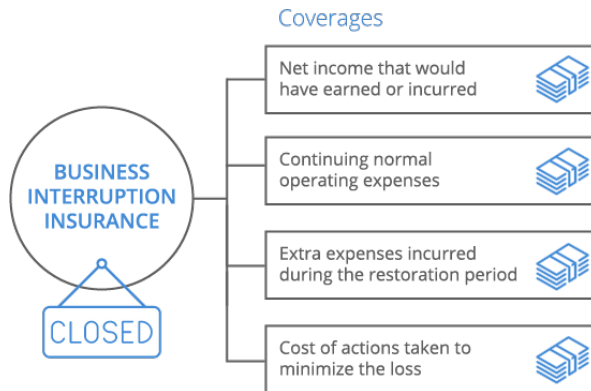 Coverages
BUSINESS
INTERRUPTION
INSURANCE
CLOSED
Net income that would
have earned or incurred
Continuing normal
operating expenses
Extra expenses incurred
during the restoration period
Cost of actions taken to
minimize the loss